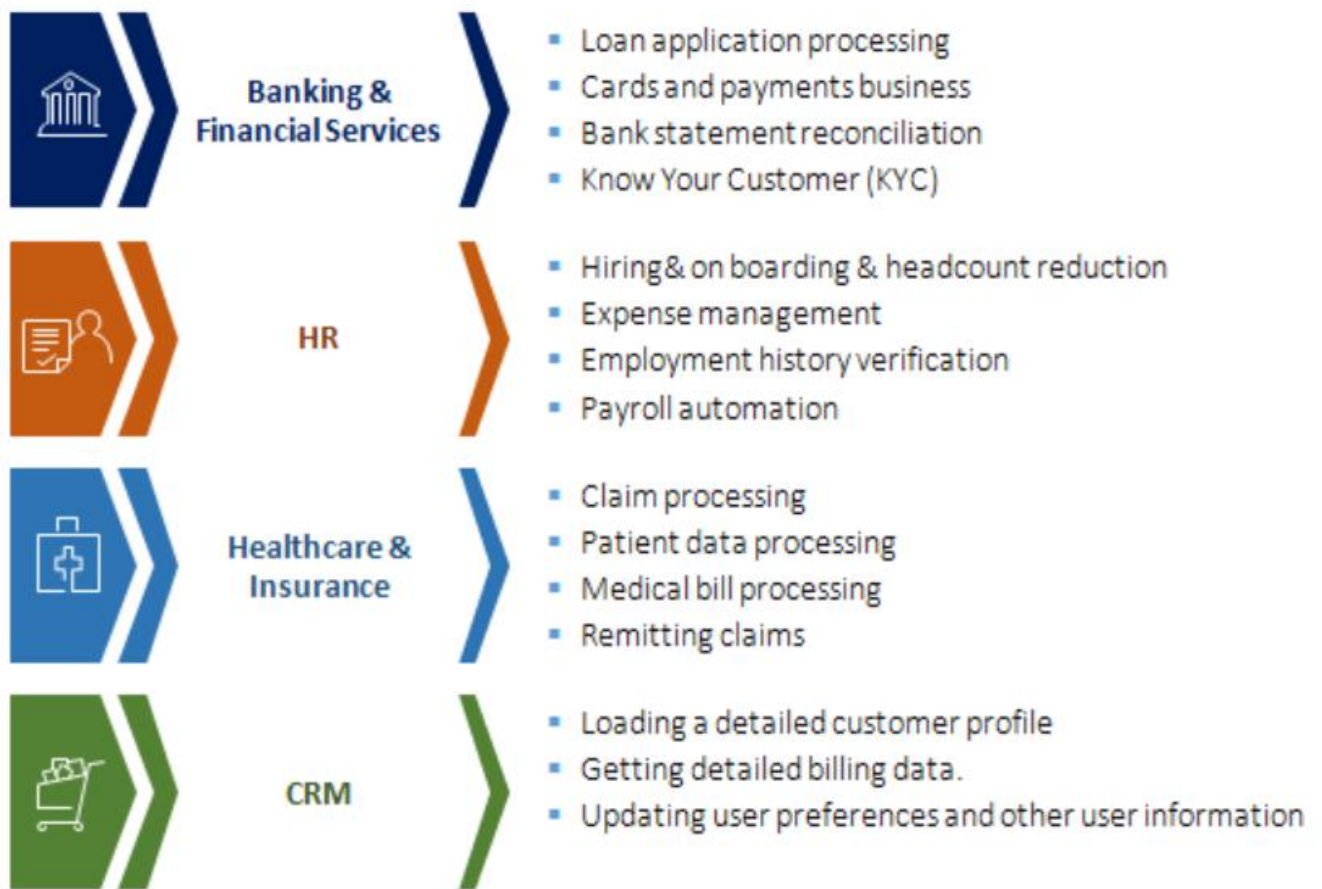 Banking &
Financial Services
Loan application processing
Cards and payments business
Bank statement reconciliation
Know Your Customer (KYC)
HR
Hiring& on boarding & headcount reduction
Expense management
Employment history verification
Payroll automation
Healthcare &
Insurance
Claim processing
Patient data processing
Medical bill processing
Remitting claims
CRM
Loading a detailed customer profile
Getting detailed billing data.
Updating user preferences and other user information